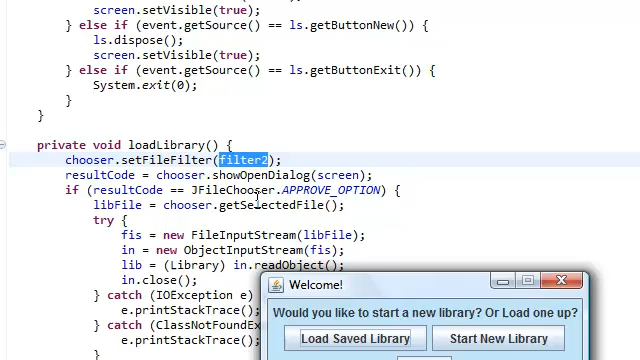 screen.setVisible(true);
} else if (event.getSource() == ls.getButtonNew()) {
ls.dispose();
screen.setVisible(true);
} else if (event.getSource() == ls.getButtonExit()) {
System.exit(0);
}
}
private void loadLibrary() {
chooser.setFileFilter(filter2);
resultCode = chooser.showOpenDialog(screen);
if (resultCode == JFileChooser.APPROVE_OPTION) {
libFile = chooser.getSelectedFile();
try {
fis = new FileInputStream(libFile);
in = new ObjectInputStream(fis);
lib = (Library) in.readObject();
in.close();
} catch (IOException e)
e.printStackTrace(
} catch (ClassNotFoundEx
e.printStackTrace(
}
Welcome!
Would you like to start a new library? Or Load one up?
Load Saved Library
Start New Library